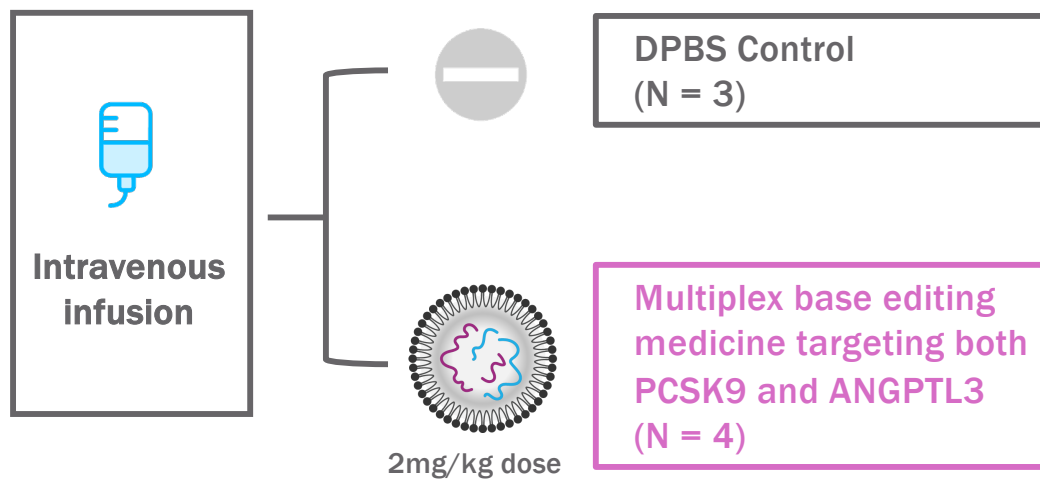 Intravenous
infusion
DPBS Control
(N = 3)
Multiplex base editing
medicine targeting both
PCSK9 and ANGPTL3
(N = 4)
2mg/kg dose